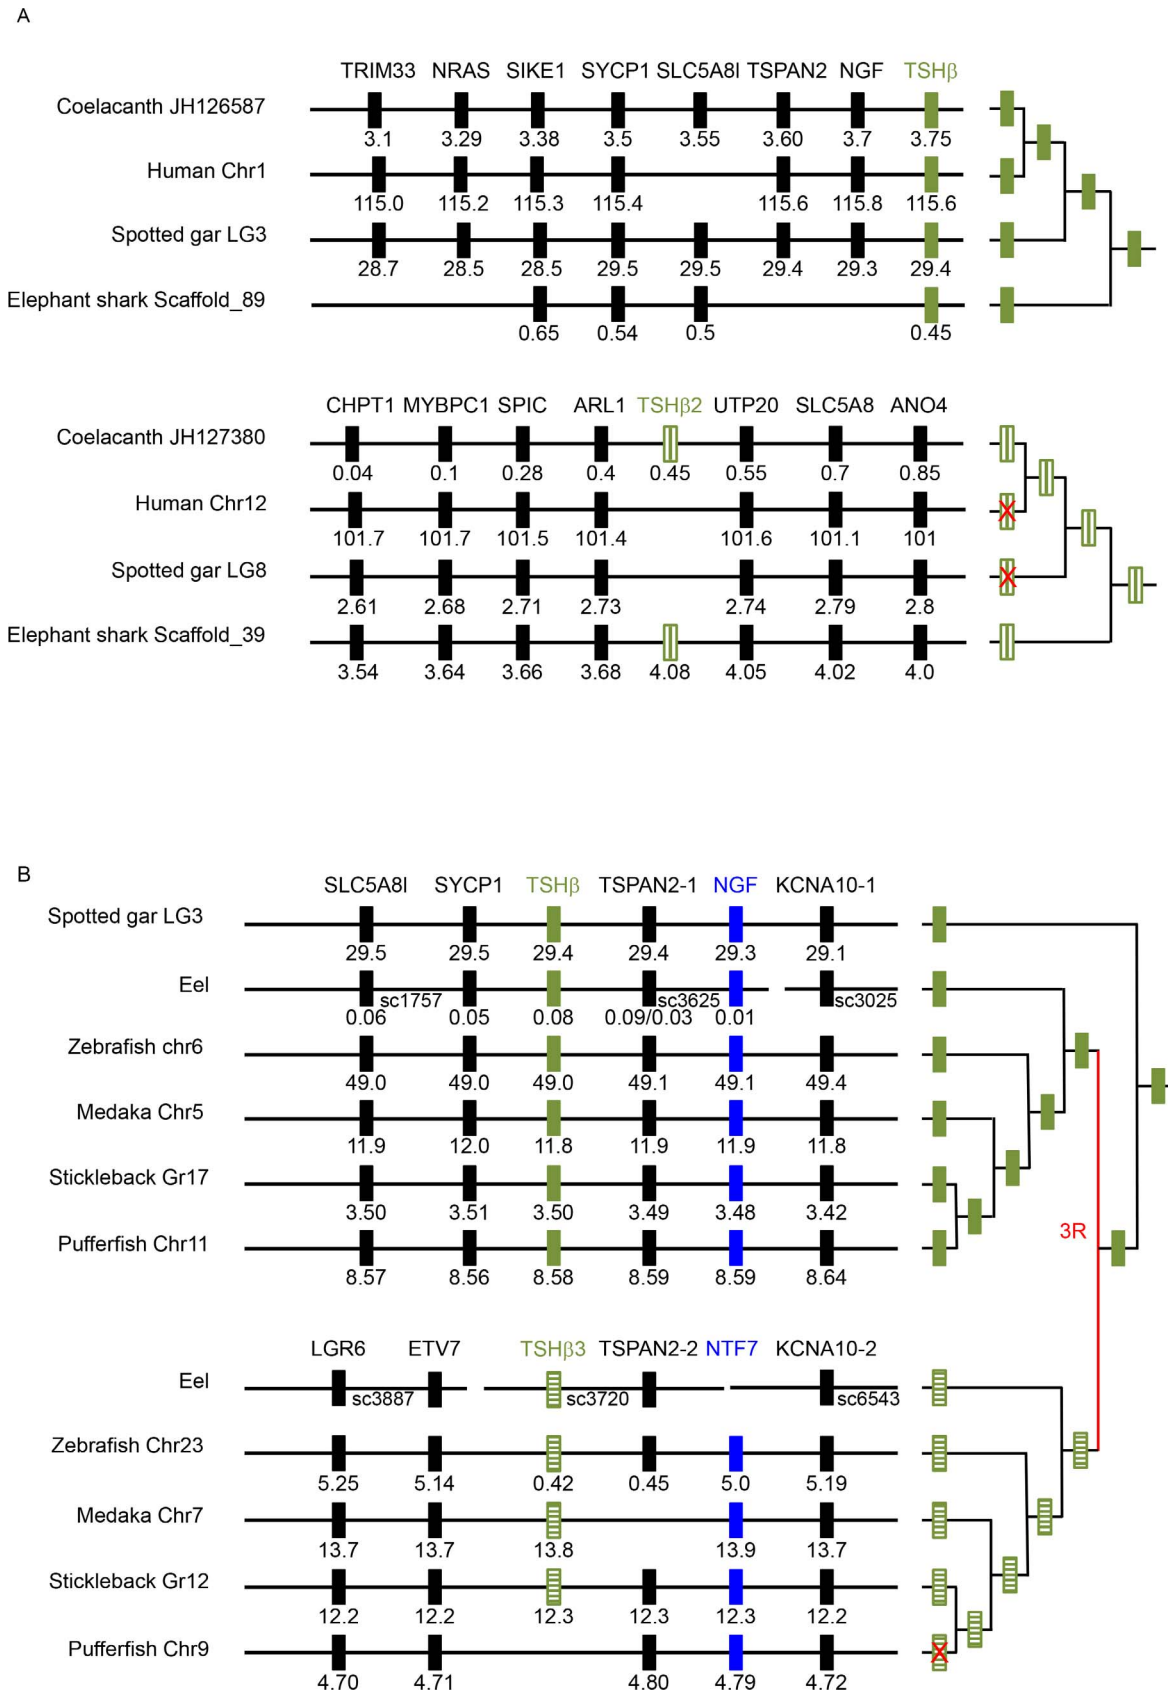 A
TRIM33 NRAS SIKE1 SYCP1 SLC5A8l TSPAN2 NGF TSHβ
Coelacanth JH126587
3.1 3.29 3.38 3.5 3.55 3.60 3.7 3.75
Human Chr1
115.0 115.2 115.3 115.4 115.6 115.8 115.6
Spotted gar LG3
28.7 28.5 28.5 29.5 29.5 29.4 29.3 29.4
Elephant shark Scaffold_89
0.65 0.54 0.5 0.45
CHPT1 MYBPC1 SPIC ARL1 TSHβ2 UTP20 SLC5A8 ANO4
Coelacanth JH127380
0.04 0.1 0.28 0.4 0.45 0.55 0.7 0.85
Human Chr12
101.7 101.7 101.5 101.4 101.6 101.1 101
Spotted gar LG8
2.61 2.68 2.71 2.73 2.74 2.79 2.8
Elephant shark Scaffold_39
3.54 3.64 3.66 3.68 4.08 4.05 4.02 4.0
B
SLC5A8l SYCP1 TSHβ TSPAN2-1 NGF KCNA10-1
Spotted gar LG3
29.5 29.5 29.4 29.4 29.3 29.1
Eel
sc1757 sc3625 sc3025
0.06 0.05 0.08 0.09/0.03 0.01
Zebrafish chr6
49.0 49.0 49.0 49.1 49.1 49.4
Medaka Chr5
11.9 12.0 11.8 11.9 11.9 11.8
Stickleback Gr17
3.50 3.51 3.50 3.49 3.48 3.42
3R
Pufferfish Chr11
8.57 8.56 8.58 8.59 8.59 8.64
LGR6 ETV7 TSHβ3 TSPAN2-2 NTF7 KCNA10-2
Eel
sc3887 sc3720 sc6543
Zebrafish Chr23
5.25 5.14 0.42 0.45 5.0 5.19
Medaka Chr7
13.7 13.7 13.8 13.9 13.7
Stickleback Gr12
12.2 12.2 12.3 12.3 12.3 12.2
Pufferfish Chr9
4.70 4.71 4.80 4.79 4.72